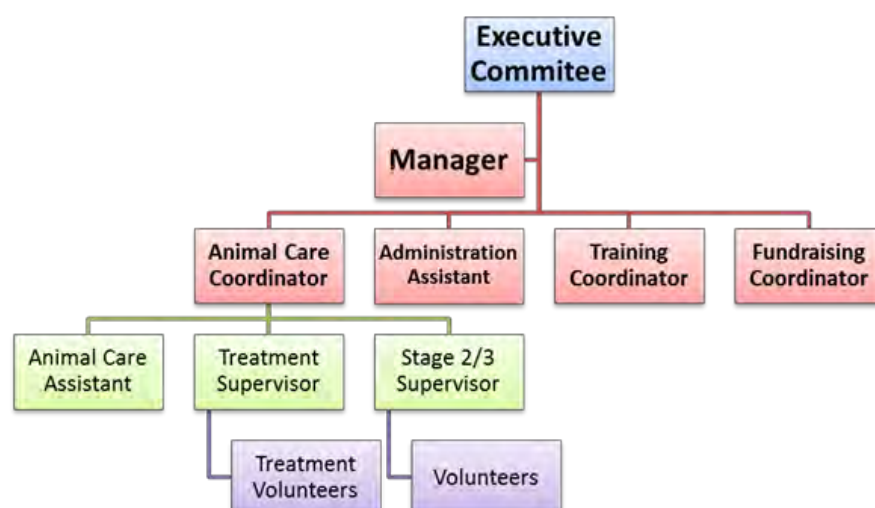 Executive
Commitee
Manager
Animal Care
Coordinator
Administration
Assistant
Training
Coordinator
Fundraising
Coordinator
Animal Care
Assistant
Treatment
Supervisor
Stage 2/3
Supervisor
Treatment
Volunteers
Volunteers